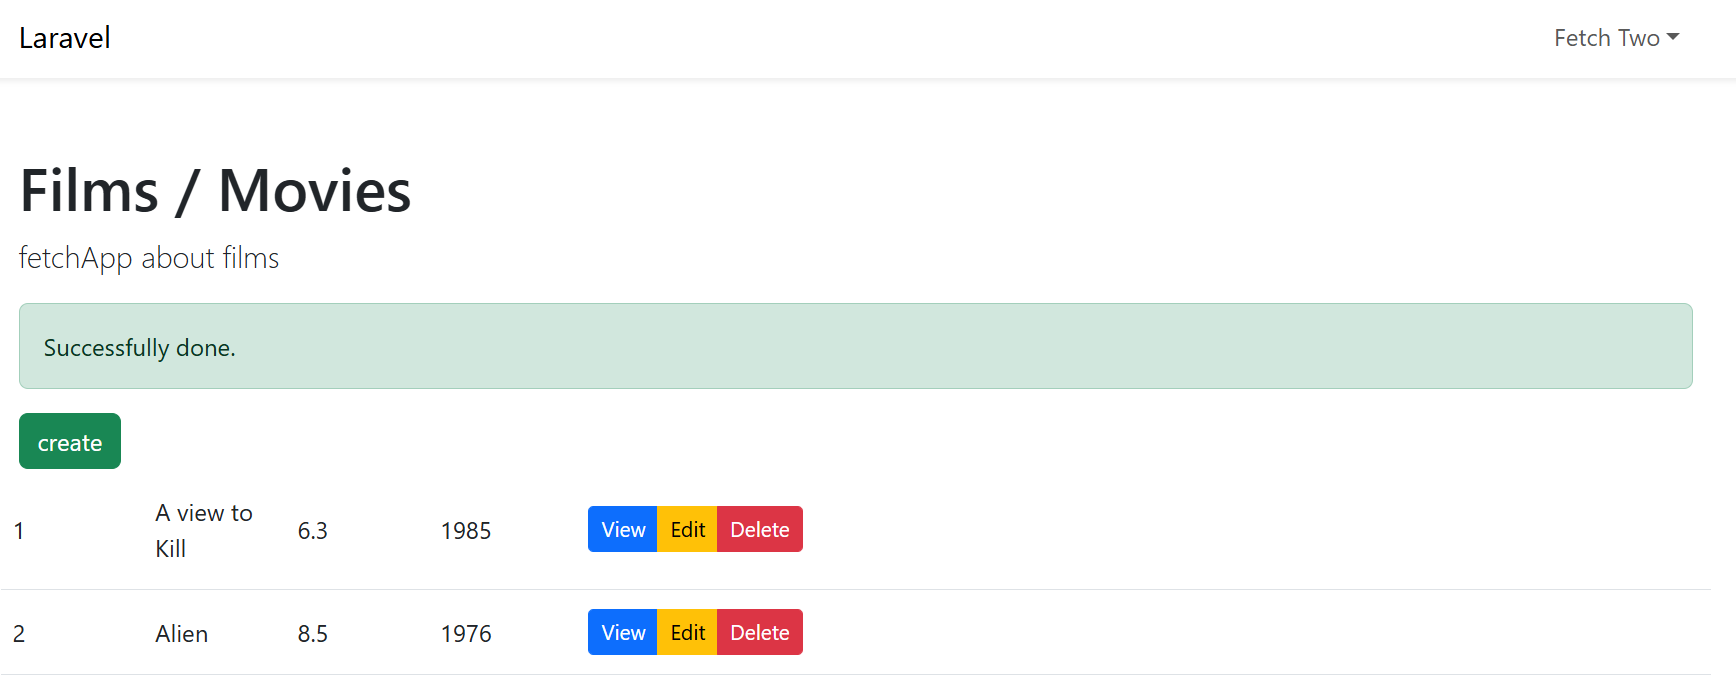 Laravel
Fetch Two
Films / Movies
fetchApp about films
Successfully done.
create
1 A view to Kill 6.3 1985 View Edit Delete
2 Alien 8.5 1976 View Edit Delete